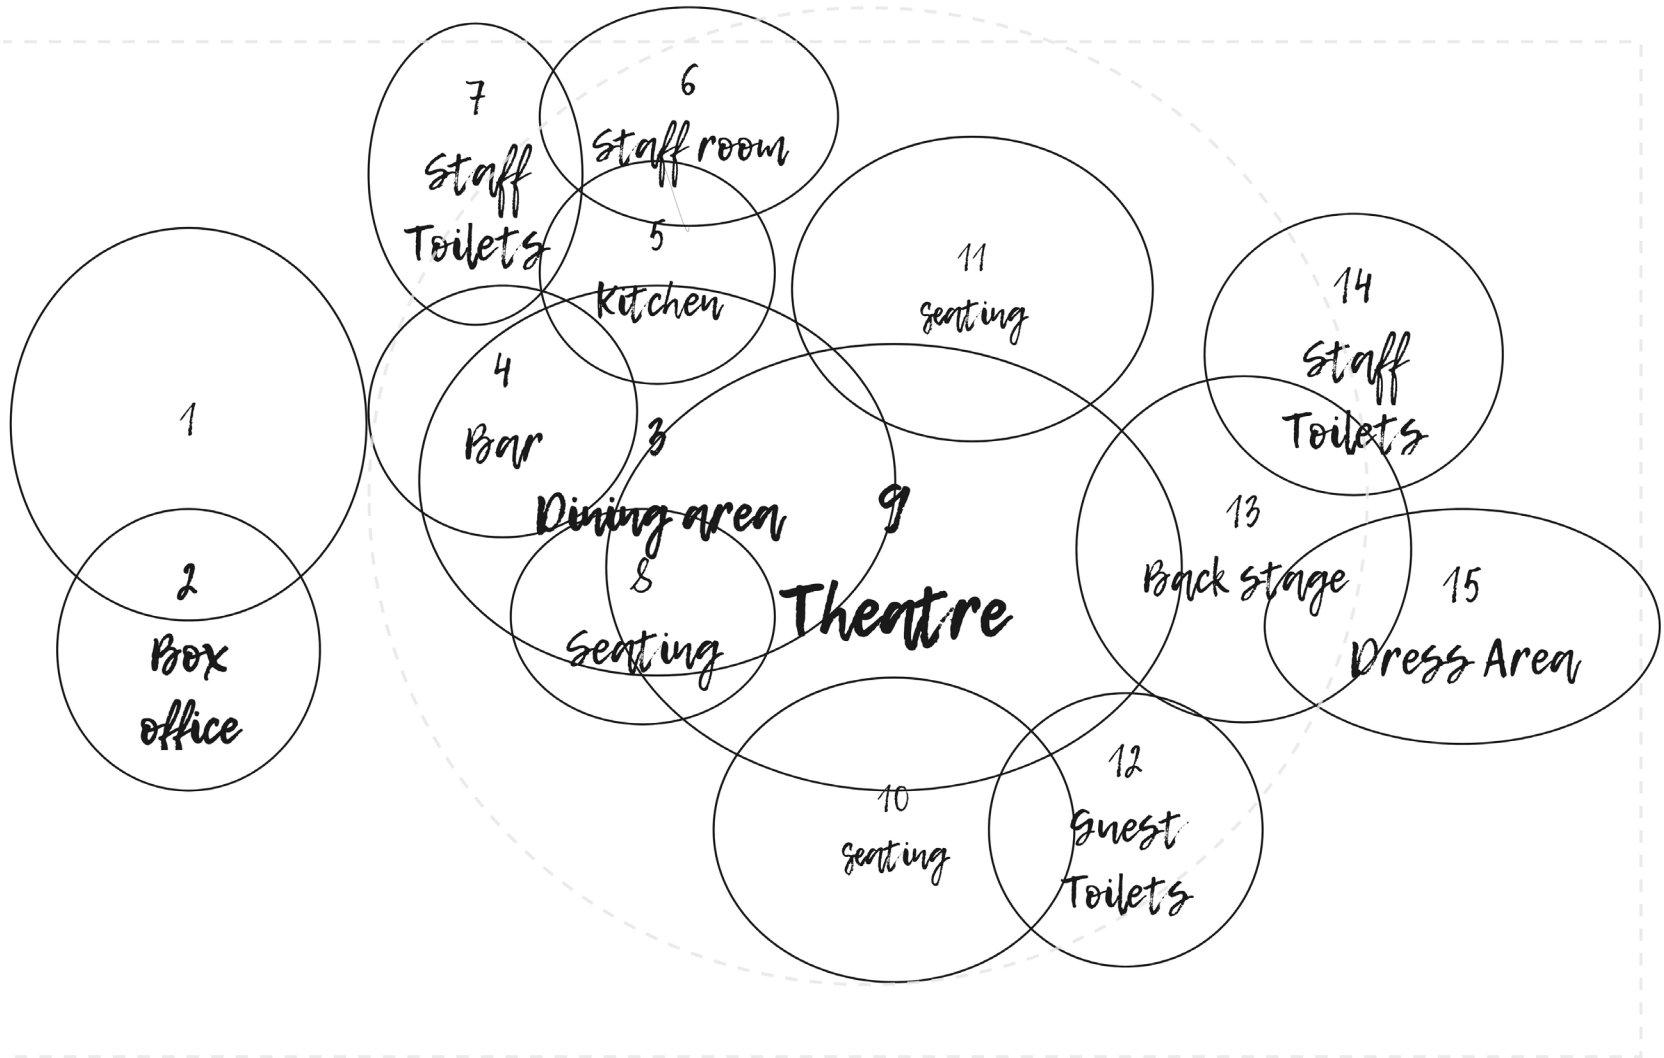 1
2
Box
office
7
Staff
Toilets
6
Staff room
5
Kitchen
4
Bar
3
Dining area
8
Seating
9
Theatre
11
seating
10
seating
12
Guest
Toilets
13
Back stage
14
Staff
Toilets
15
Dress Area